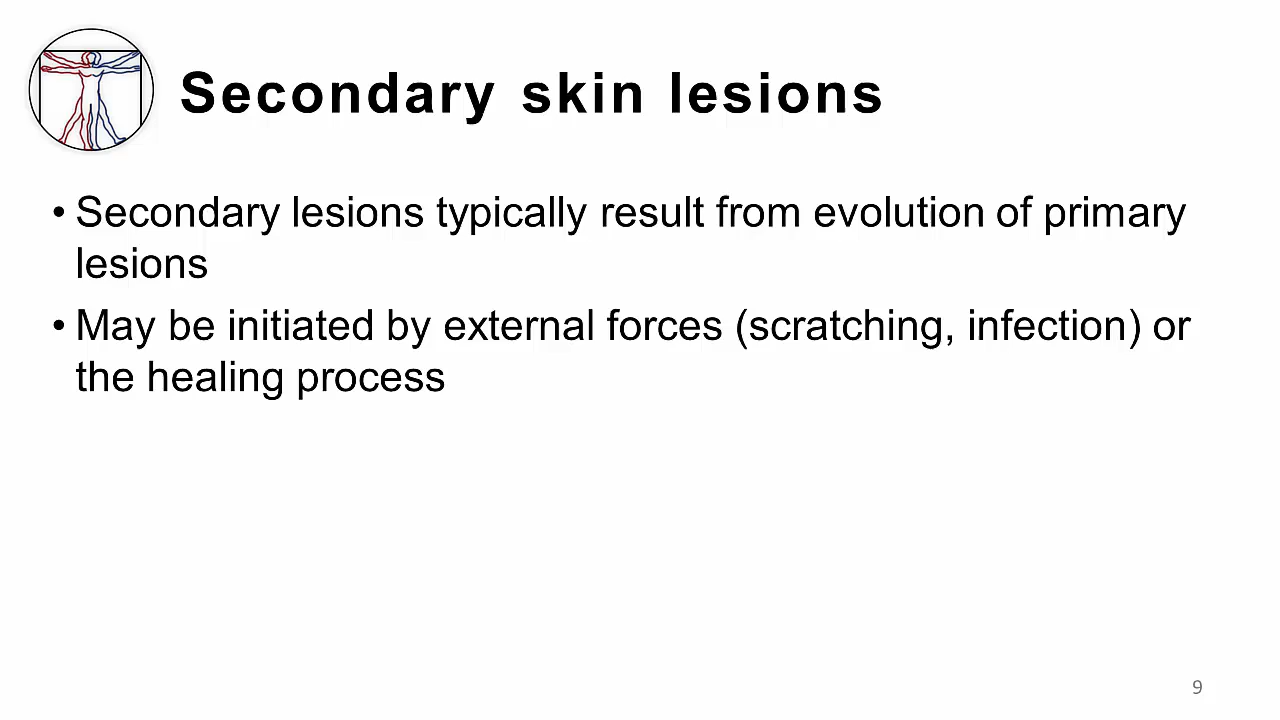 Secondary skin lesions
• Secondary lesions typically result from evolution of primary
lesions
• May be initiated by external forces (scratching, infection) or
the healing process
9